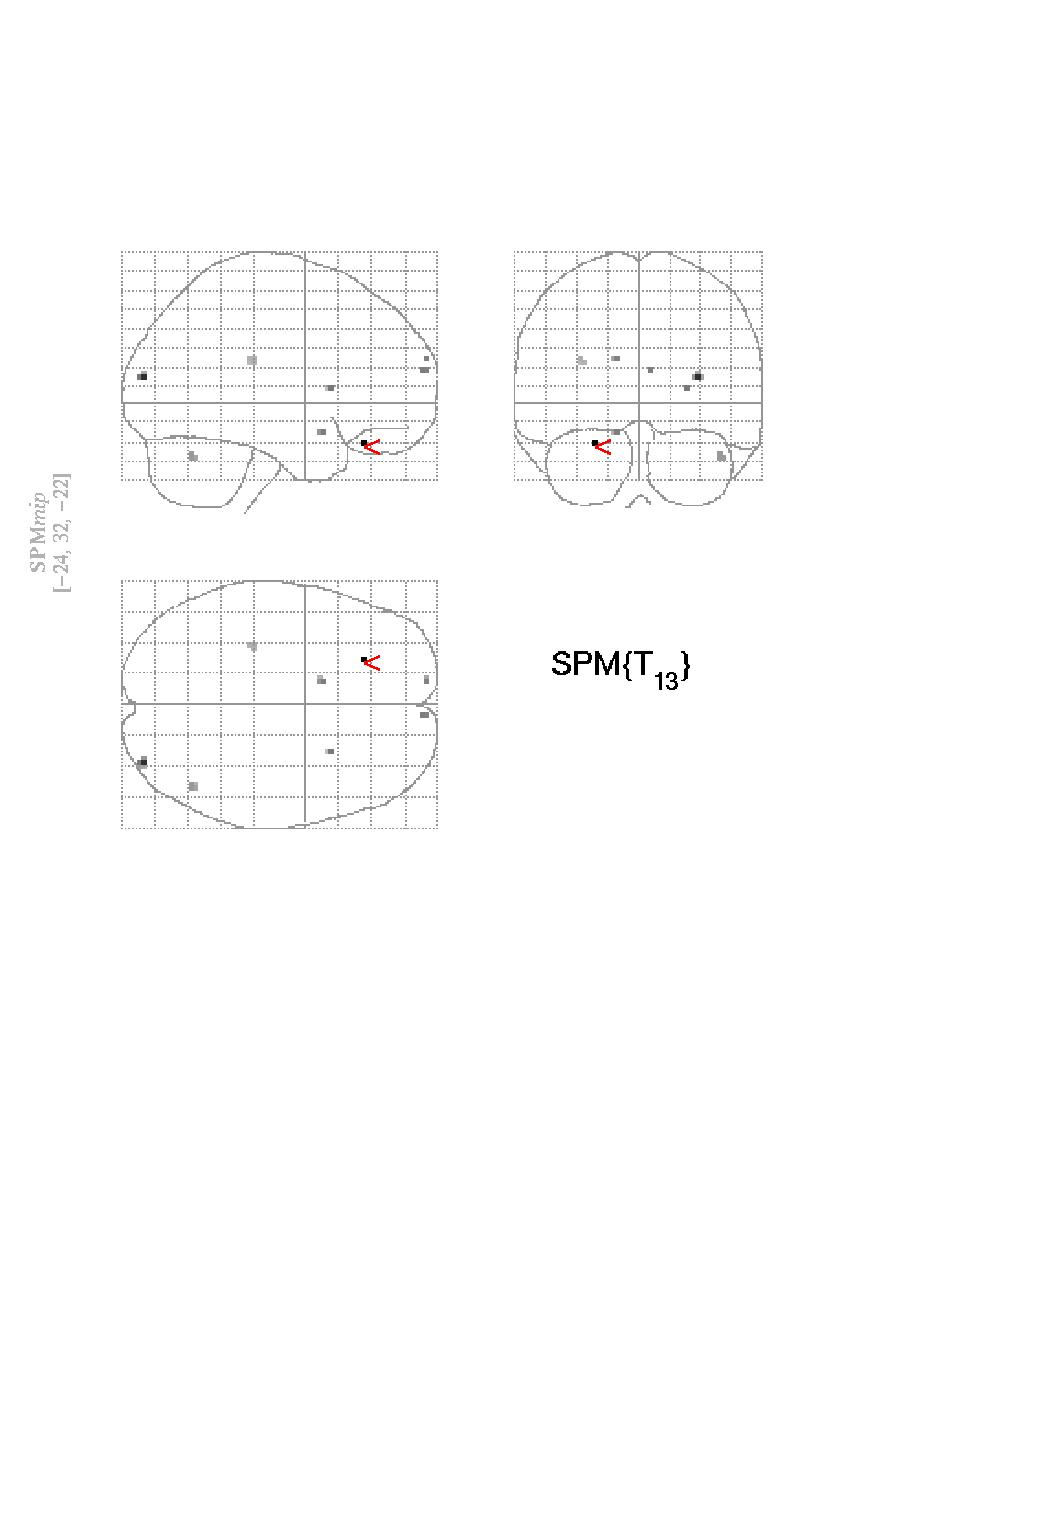 SPMmip
[−24, 32, −22]
<
<
<
SPM{T13}